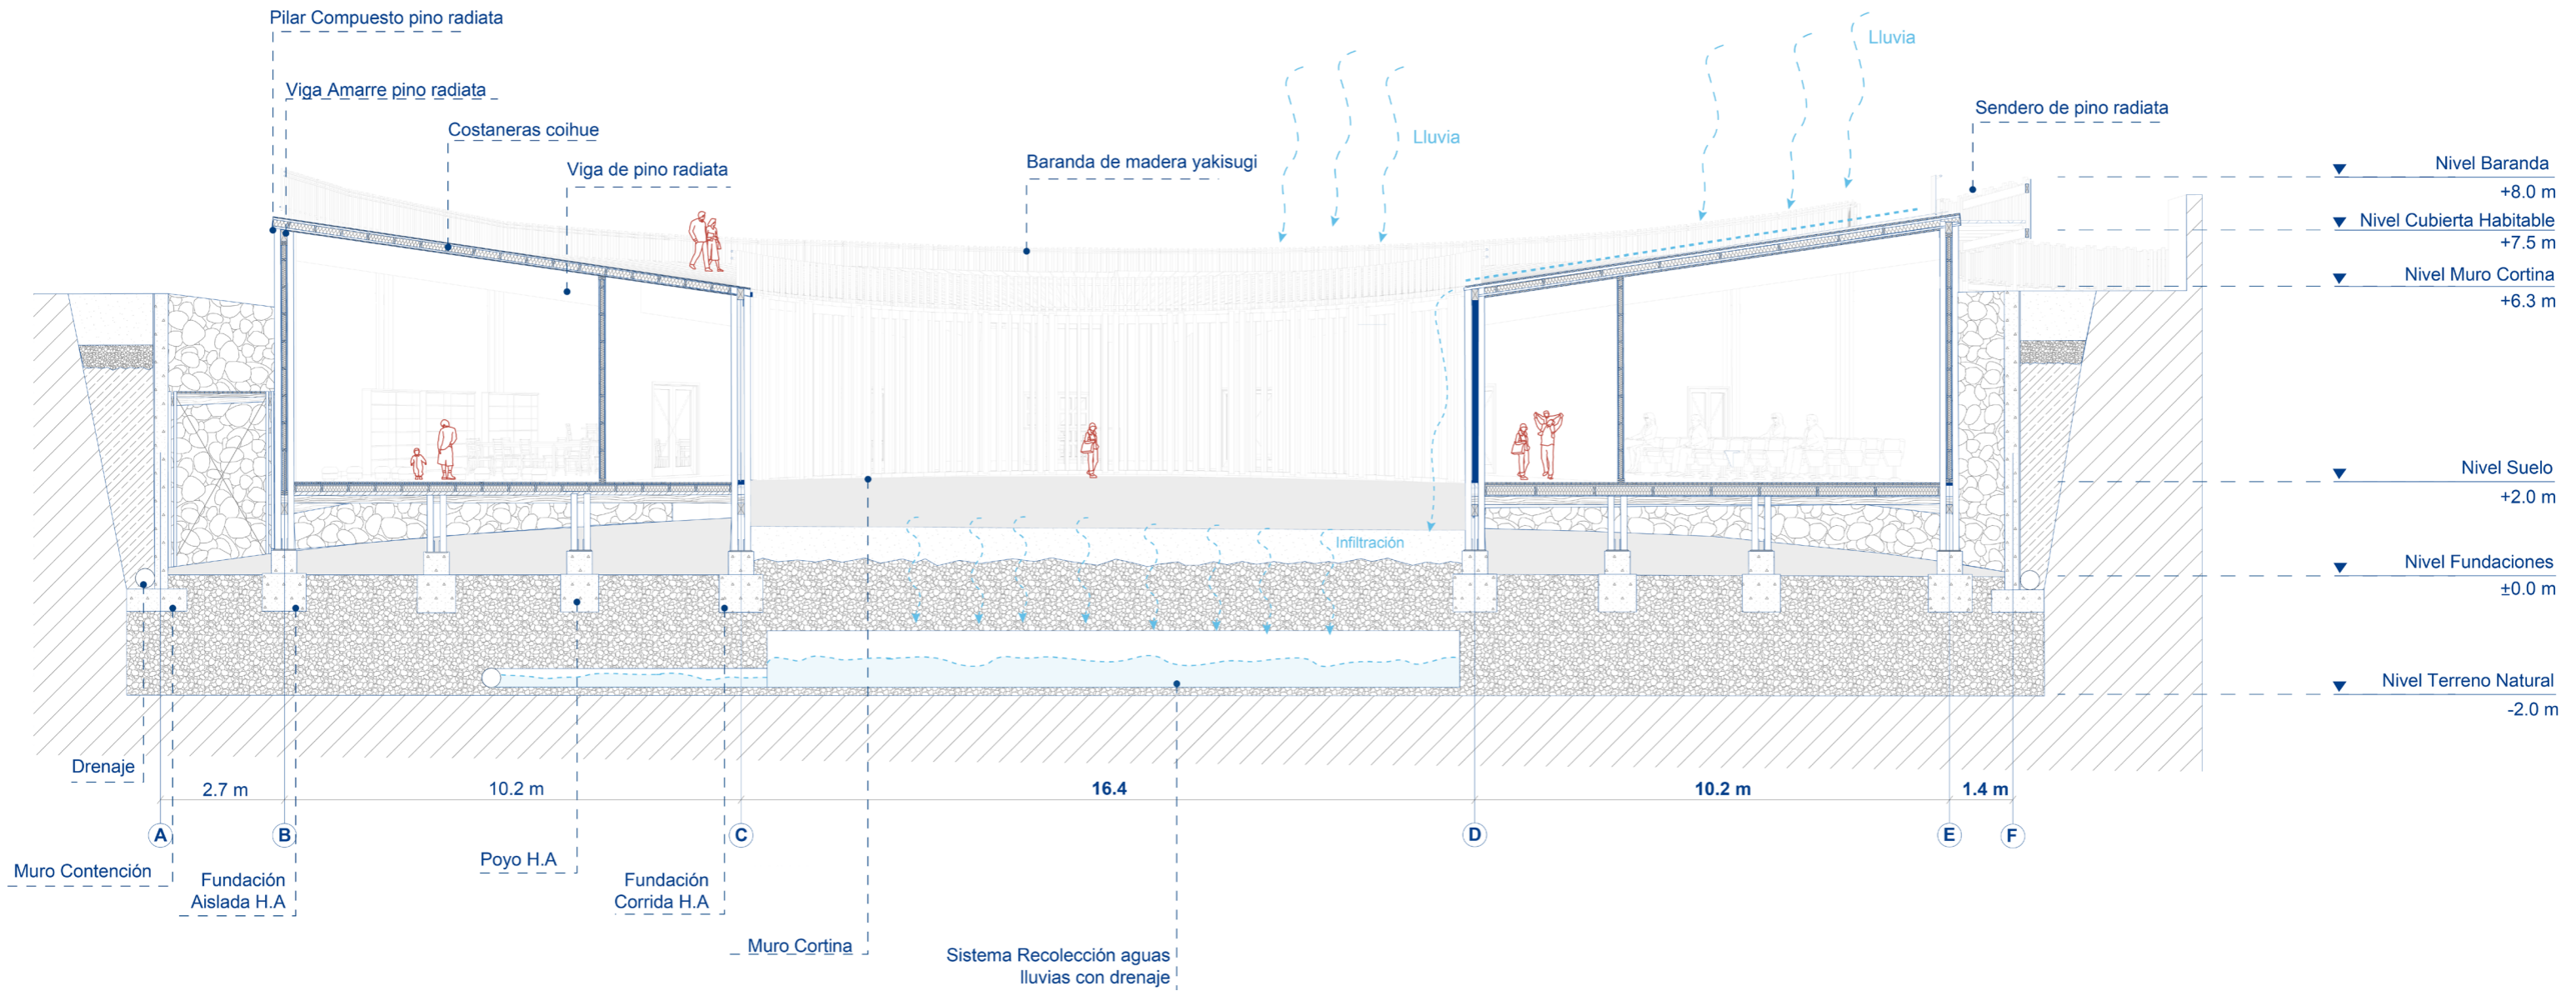 Pilar Compuesto pino radiata
Viga Amarre pino radiata
Costaneras coihue
Viga de pino radiata
Baranda de madera yakisugi
Lluvia
Lluvia
Sendero de pino radiata
Nivel Baranda
+8.0 m
Nivel Cubierta Habitable
+7.5 m
Nivel Muro Cortina
+6.3 m
Nivel Suelo
+2.0 m
Infiltración
Nivel Fundaciones
±0.0 m
Nivel Terreno Natural
-2.0 m
Drenaje
2.7 m
10.2 m
16.4
10.2 m
1.4 m
A
B
C
D
E
F
Muro Contención
Fundación
Aislada H.A
Poyo H.A
Fundación
Corrida H.A
Muro Cortina
Sistema Recolección aguas
lluvias con drenaje